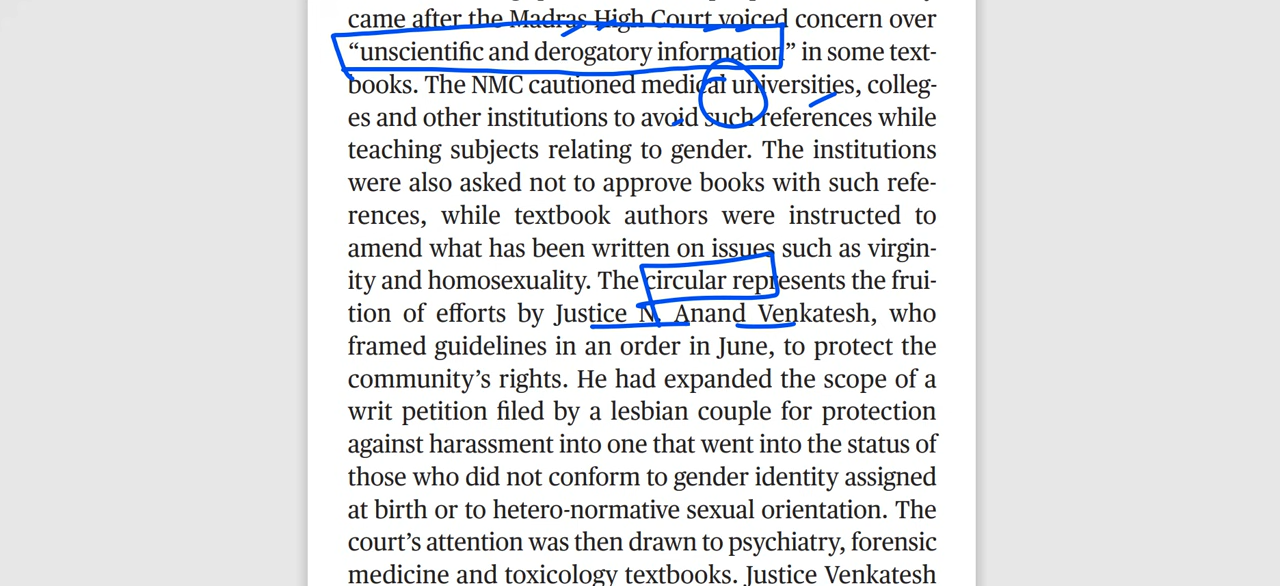 came after the Madras High Court voiced concern over
“unscientific and derogatory information” in some text-
books. The NMC cautioned medical universities, colleg-
es and other institutions to avoid such references while
teaching subjects relating to gender. The institutions
were also asked not to approve books with such refe-
rences, while textbook authors were instructed to
amend what has been written on issues such as virgin-
ity and homosexuality. The circular represents the frui-
tion of efforts by Justice N. Anand Venkatesh, who
framed guidelines in an order in June, to protect the
community’s rights. He had expanded the scope of a
writ petition filed by a lesbian couple for protection
against harassment into one that went into the status of
those who did not conform to gender identity assigned
at birth or to hetero-normative sexual orientation. The
court’s attention was then drawn to psychiatry, forensic
medicine and toxicology textbooks. Justice Venkatesh